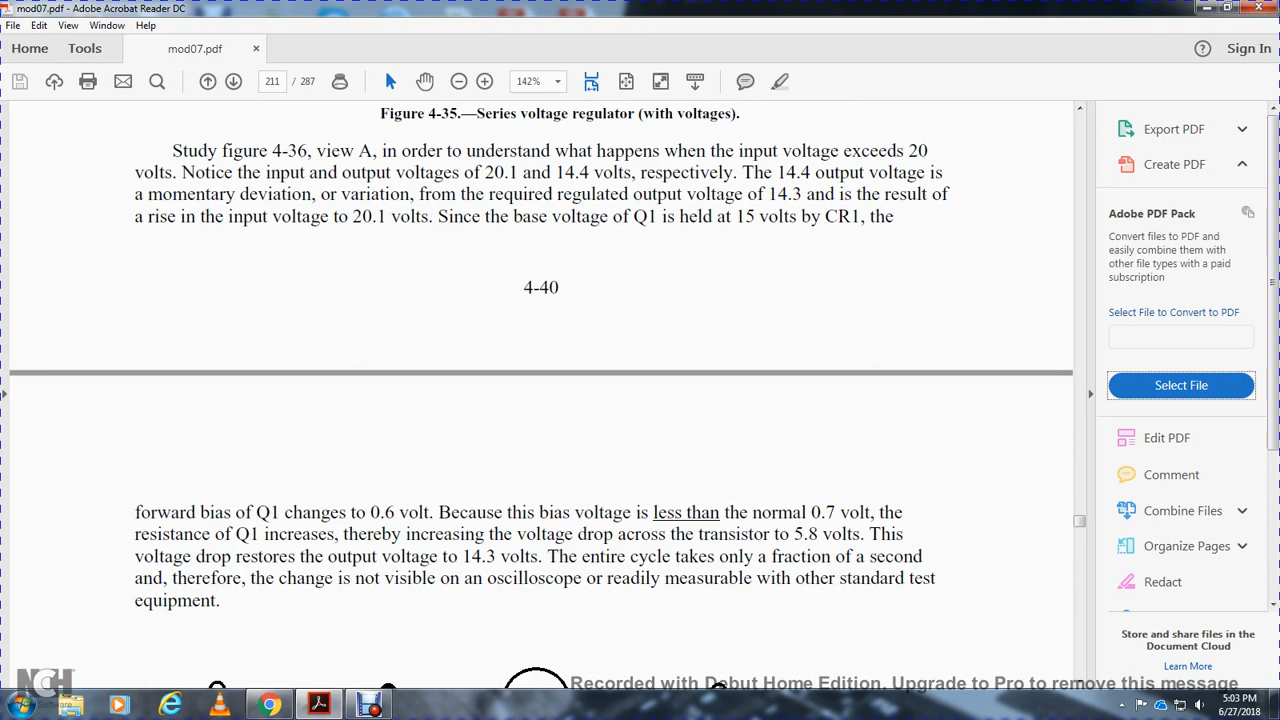 mod07.pdf - Adobe Acrobat Reader DC
File Edit View Window Help
Home Tools mod07.pdf × Sign In
211 / 287 142%
Figure 4-35.—Series voltage regulator (with voltages).
Study figure 4-36, view A, in order to understand what happens when the input voltage exceeds 20
volts. Notice the input and output voltages of 20.1 and 14.4 volts, respectively. The 14.4 output voltage is
a momentary deviation, or variation, from the required regulated output voltage of 14.3 and is the result of
a rise in the input voltage to 20.1 volts. Since the base voltage of Q1 is held at 15 volts by CR1, the
4-40
forward bias of Q1 changes to 0.6 volt. Because this bias voltage is less than the normal 0.7 volt, the
resistance of Q1 increases, thereby increasing the voltage drop across the transistor to 5.8 volts. This
voltage drop restores the output voltage to 14.3 volts. The entire cycle takes only a fraction of a second
and, therefore, the change is not visible on an oscilloscope or readily measurable with other standard test
equipment.
Export PDF
Create PDF
Adobe PDF Pack
Convert files to PDF and
easily combine them with
other file types with a paid
subscription
Select File to Convert to PDF
Select File
Edit PDF
Comment
Combine Files
Organize Pages
Redact
Store and share files in the
Document Cloud
Learn More
NCH
Software
Recorded with Debut Home Edition. Upgrade to Pro to remove this message
5:03 PM
6/27/2018